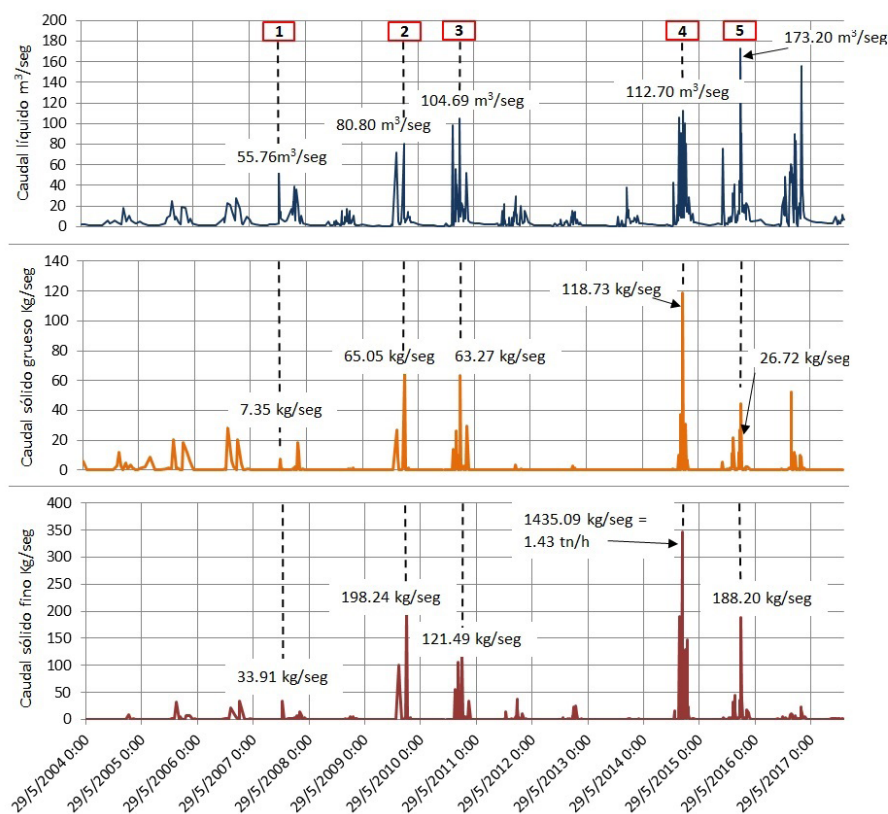 1 2 3 4 5
Caudal líquido m³/seg
200
180
160
140
120
100
80
60
40
20
0
55.76m³/seg
80.80 m³/seg
104.69 m³/seg
112.70 m³/seg
173.20 m³/seg
Caudal sólido grueso Kg/seg
140
120
100
80
60
40
20
0
7.35 kg/seg
65.05 kg/seg
63.27 kg/seg
118.73 kg/seg
26.72 kg/seg
Caudal sólido fino Kg/seg
400
350
300
250
200
150
100
50
0
33.91 kg/seg
198.24 kg/seg
121.49 kg/seg
1435.09 kg/seg =
1.43 tn/h
188.20 kg/seg
29/5/2004 0:00
29/5/2005 0:00
29/5/2006 0:00
29/5/2007 0:00
29/5/2008 0:00
29/5/2009 0:00
29/5/2010 0:00
29/5/2011 0:00
29/5/2012 0:00
29/5/2013 0:00
29/5/2014 0:00
29/5/2015 0:00
29/5/2016 0:00
29/5/2017 0:00